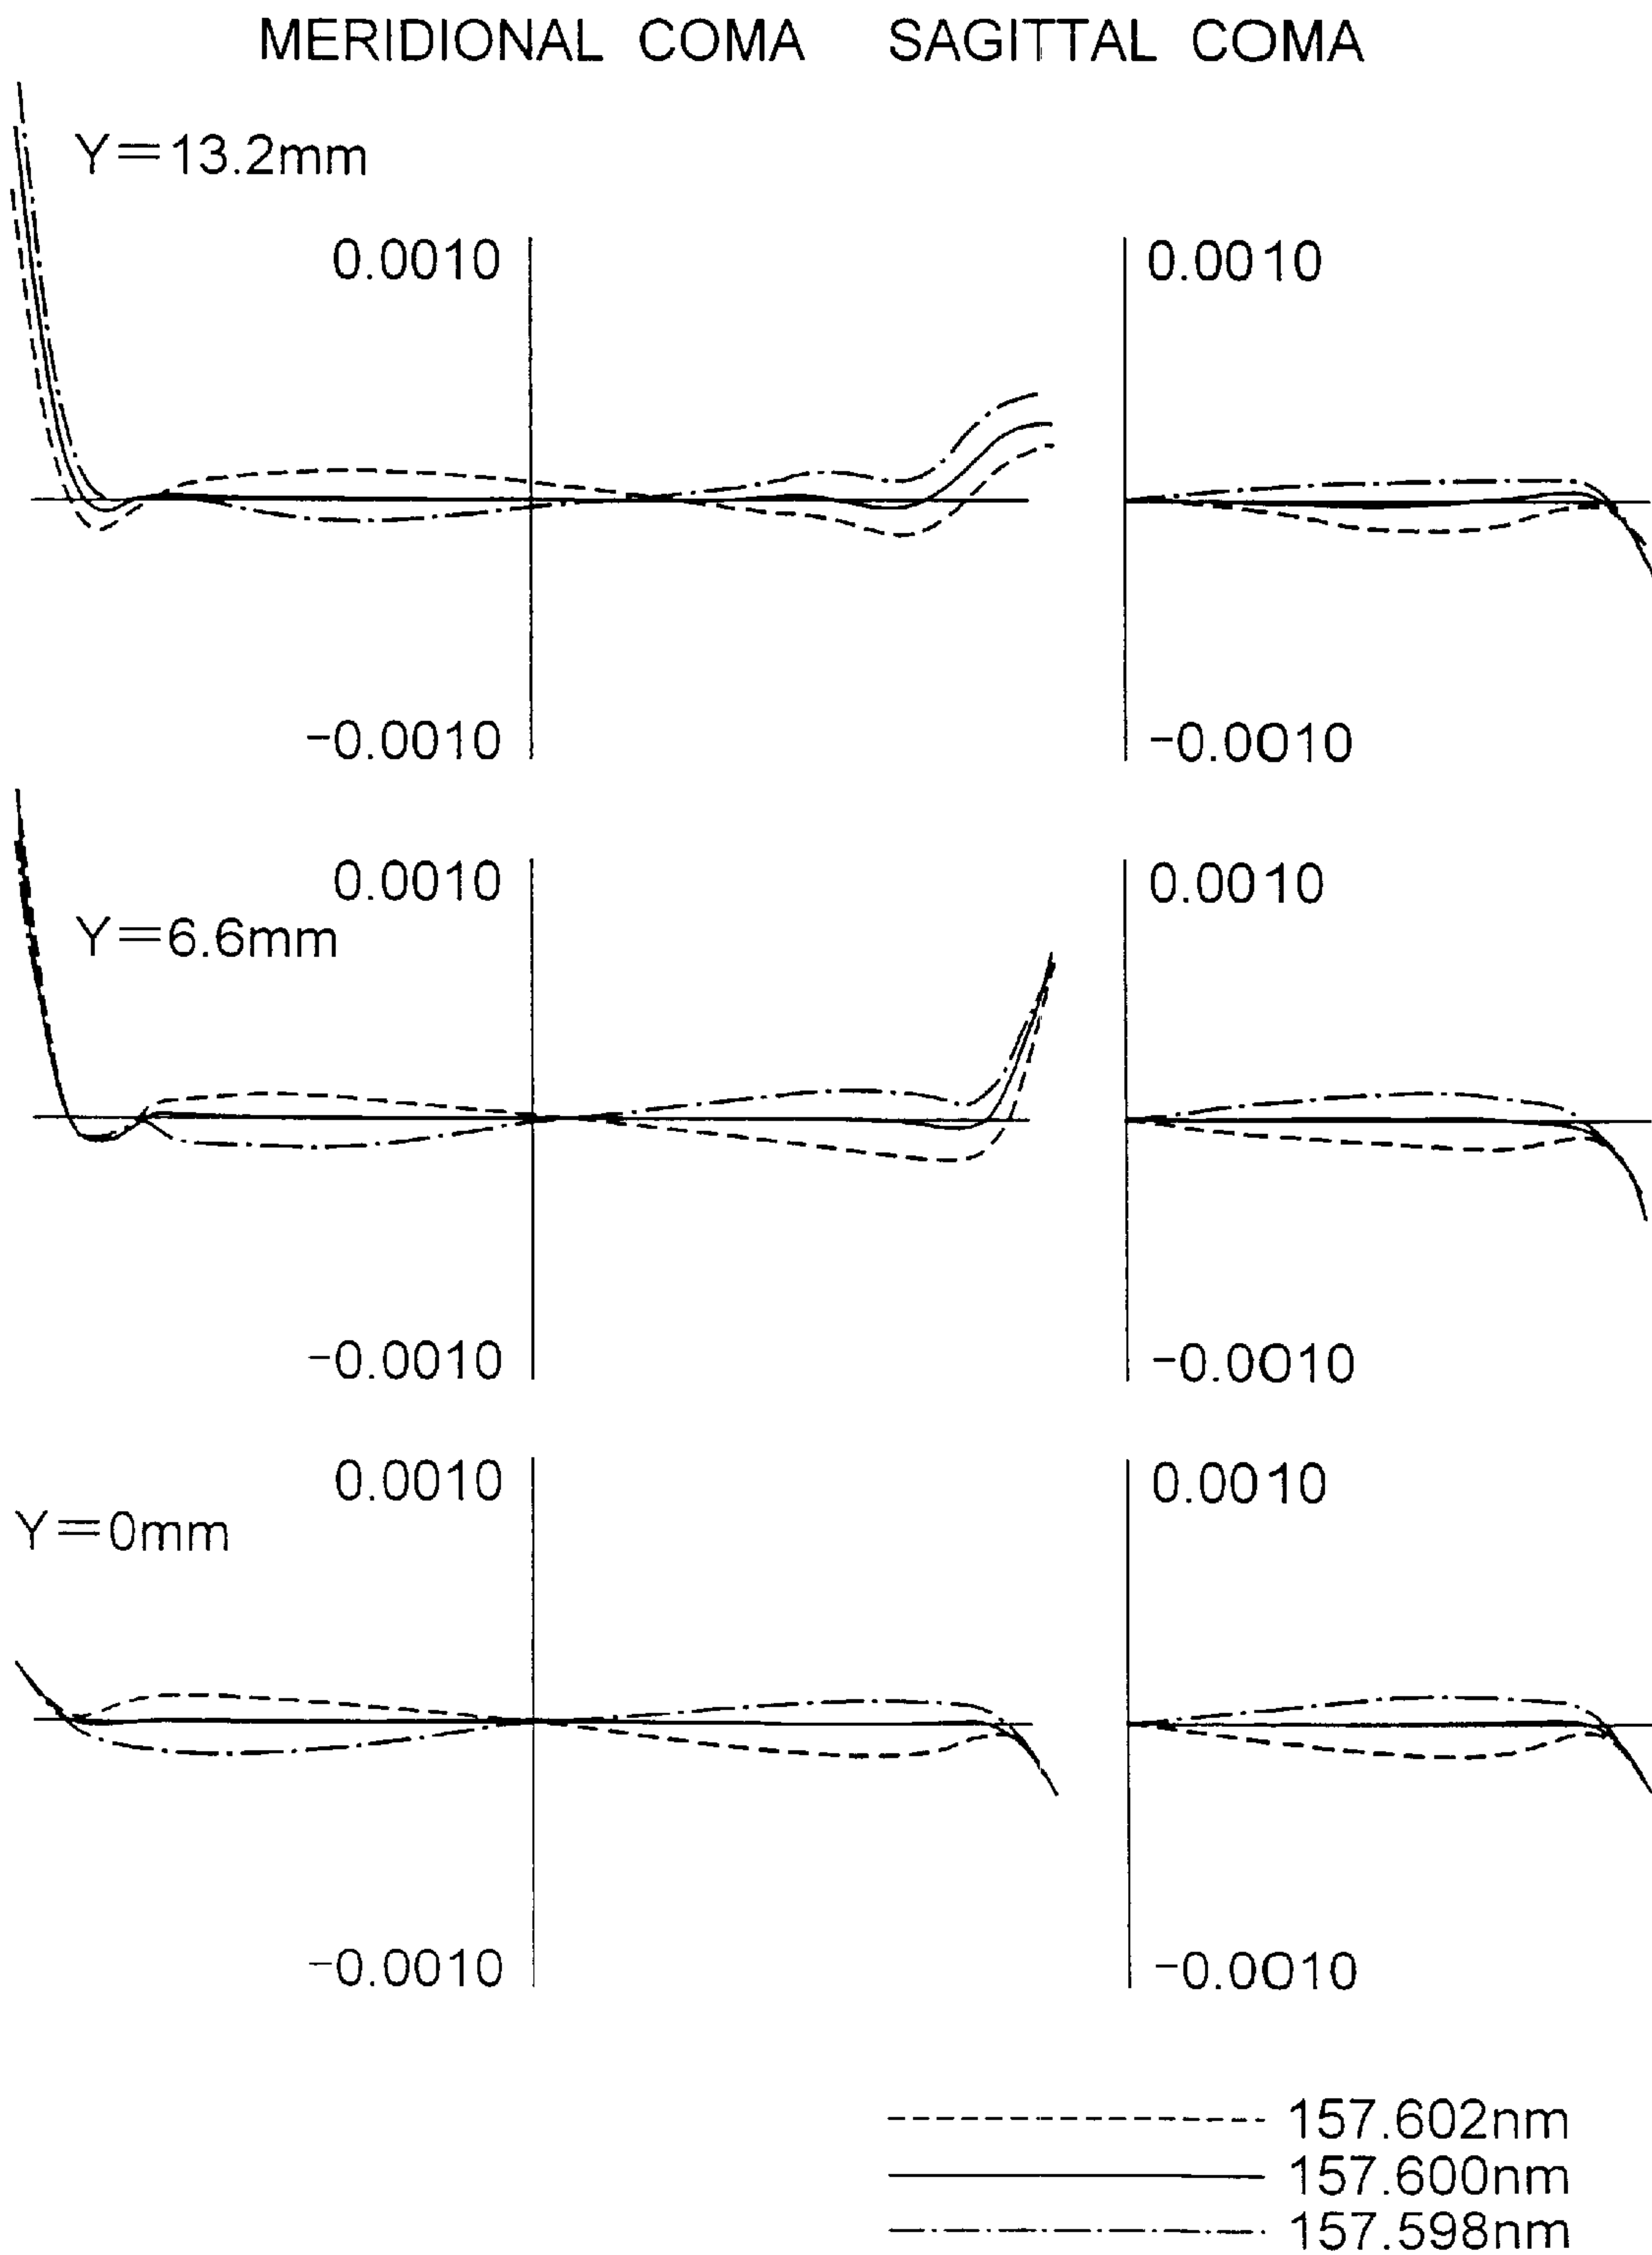 MERIDIONAL COMA SAGITTAL COMA
Y=13.2mm
0.0010 0.0010
-0.0010 -0.0010
0.0010 0.0010
Y=6.6mm
-0.0010 -0.0010
0.0010 0.0010
Y=0mm
-0.0010 -0.0010
157.602nm
157.600nm
157.598nm